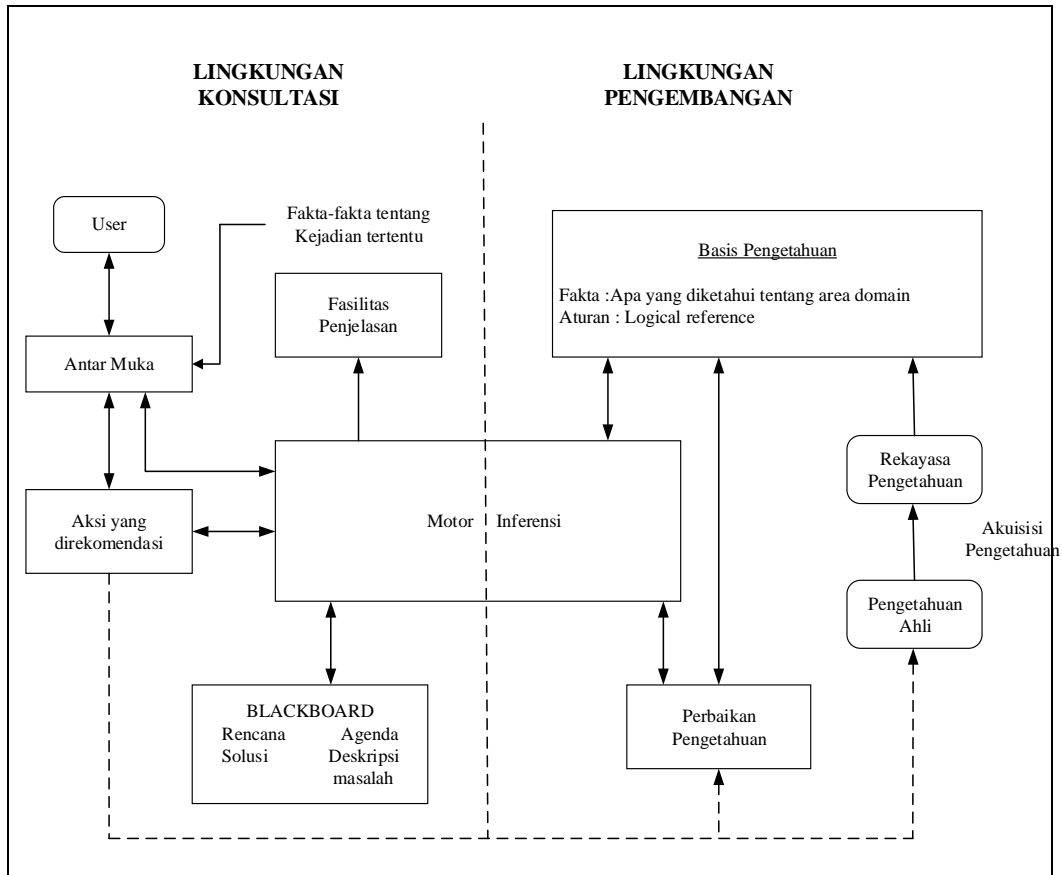 LINGKUNGAN
KONSULTASI
LINGKUNGAN
PENGEMBANGAN
User
Fakta-fakta tentang
Kejadian tertentu
Basis Pengetahuan
Fakta :Apa yang diketahui tentang area domain
Aturan : Logical reference
Fasilitas
Penjelasan
Antar Muka
Rekayasa
Pengetahuan
Aksi yang
direkomendasi
Motor Inferensi
Akuisisi
Pengetahuan
Pengetahuan
Ahli
BLACKBOARD
Rencana Agenda
Solusi Deskripsi
masalah
Perbaikan
Pengetahuan